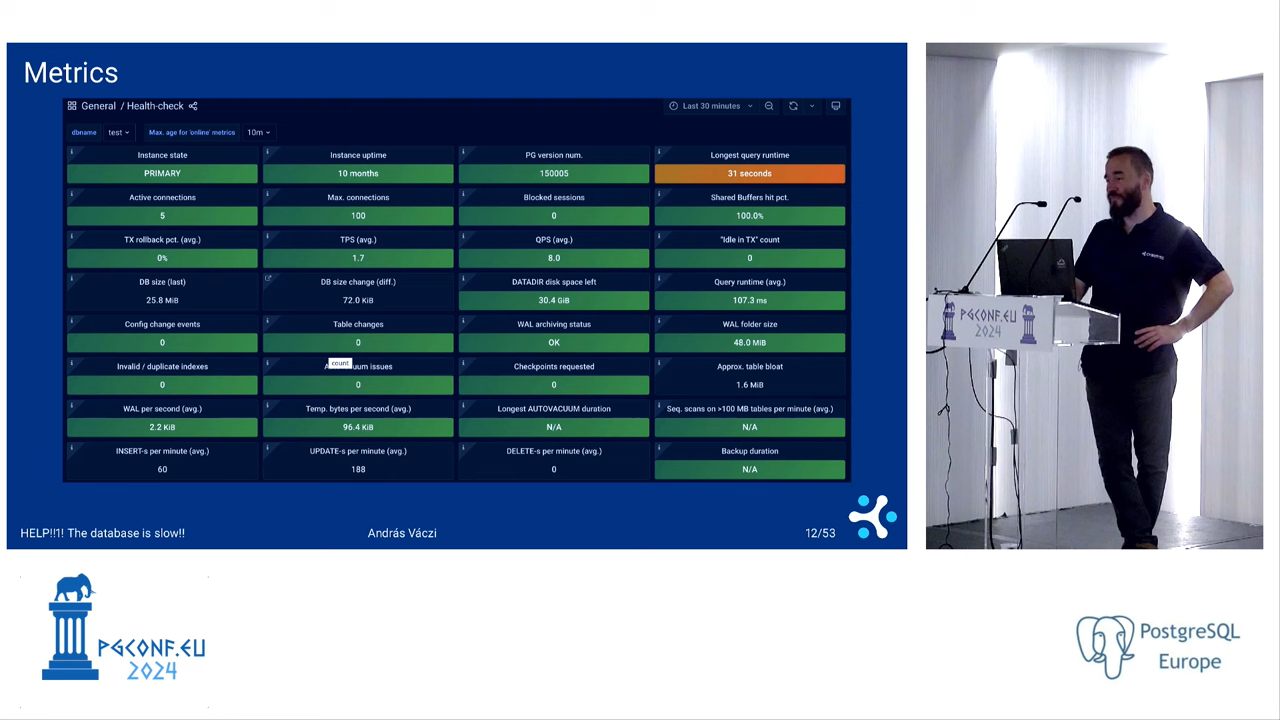 Metrics
General / Health-check
Last 30 minutes
dbname test Max. age for 'online' metrics 10m
Instance state
PRIMARY
Instance uptime
10 months
PG version num.
150005
Longest query runtime
31 seconds
Active connections
5
Max. connections
100
Blocked sessions
0
Shared Buffers hit pct.
100.0%
TX rollback pct. (avg.)
0%
TPS (avg.)
1.7
QPS (avg.)
8.0
"Idle in TX" count
0
DB size (last)
25.8 MiB
DB size change (diff.)
72.0 KiB
DATADIR disk space left
30.4 GiB
Query runtime (avg.)
107.3 ms
Config change events
0
Table changes
0
WAL archiving status
OK
WAL folder size
48.0 MiB
Invalid / duplicate indexes
0
count
issues
0
Checkpoints requested
0
Approx. table bloat
1.6 MiB
WAL per second (avg.)
2.2 KiB
Temp. bytes per second (avg.)
96.4 KiB
Longest AUTOVACUUM duration
N/A
Seq. scans on >100 MB tables per minute (avg.)
N/A
INSERT-s per minute (avg.)
60
UPDATE-s per minute (avg.)
188
DELETE-s per minute (avg.)
0
Backup duration
N/A
HELP!!1! The database is slow!!
András Váczi
12/53
PGCONF.EU
2024
PGCONF.EU
2024
PostgreSQL
Europe